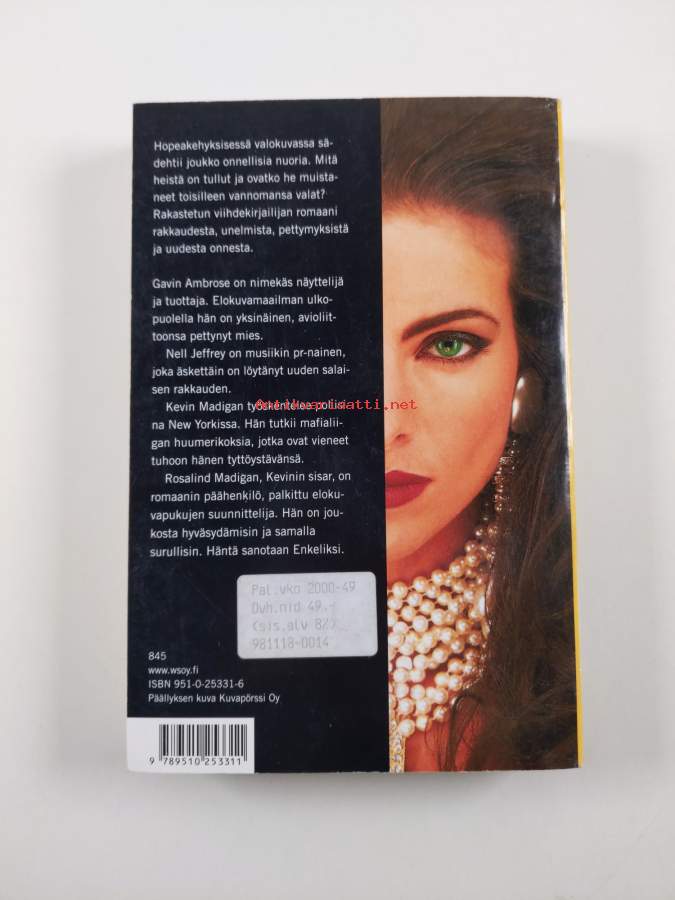 Hopeakehyksisessä valokuvassa sä-
dehtii joukko onnellisia nuoria. Mitä
heistä on tullut ja ovatko he muista-
neet toisilleen vannomansa valat?
Rakastetun viihdekirjailijan romaani
rakkaudesta, unelmista, pettymyksistä
ja uudesta onnesta.
Gavin Ambrose on nimekäs näyttelijä
ja tuottaja. Elokuvamaailman ulko-
puolella hän on yksinäinen, avioliit-
toonsa pettynyt mies.
Nell Jeffrey on musiikin pr-nainen,
joka äskettäin on löytänyt uuden salai-
sen rakkauden.
Kevin Madigan työskentelee poliisi-
na New Yorkissa. Hän tutkii mafialii-
gan huumerikoksia, jotka ovat vieneet
tuhoon hänen tyttöystävänsä.
Rosalind Madigan, Kevinin sisar, on
romaanin päähenkilö, palkittu eloku-
vapukujen suunnittelija. Hän on jou-
kosta hyväsydämisin ja samalla
surullisin. Häntä sanotaan Enkeliksi.
Pal.vko 2000-49
Dvh.nid 49.-
(sis.alv 8%)
981118-0014
845
www.wsoy.fi
ISBN 951-0-25331-6
Päällyksen kuva Kuvapörssi Oy
9 789510 253311